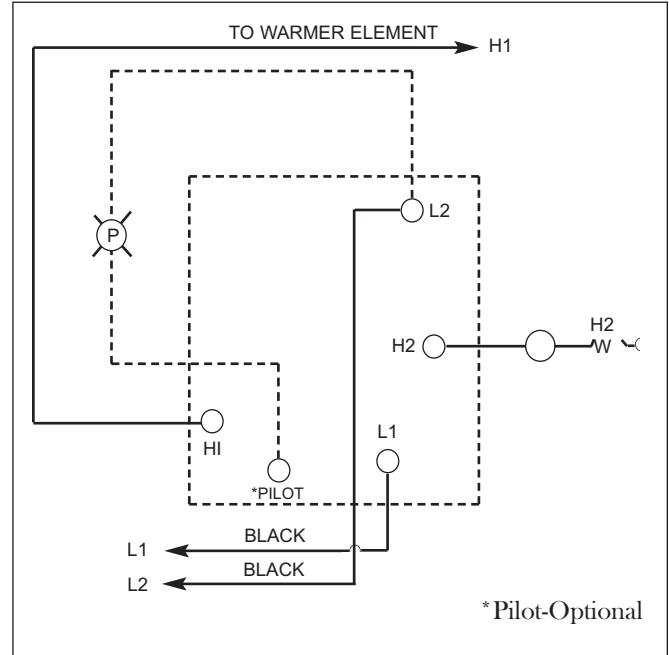 TO WARMER ELEMENT
H1
L2
P
H2
H2
W
L1
HI
*PILOT
BLACK
L1
BLACK
L2
*Pilot-Optional